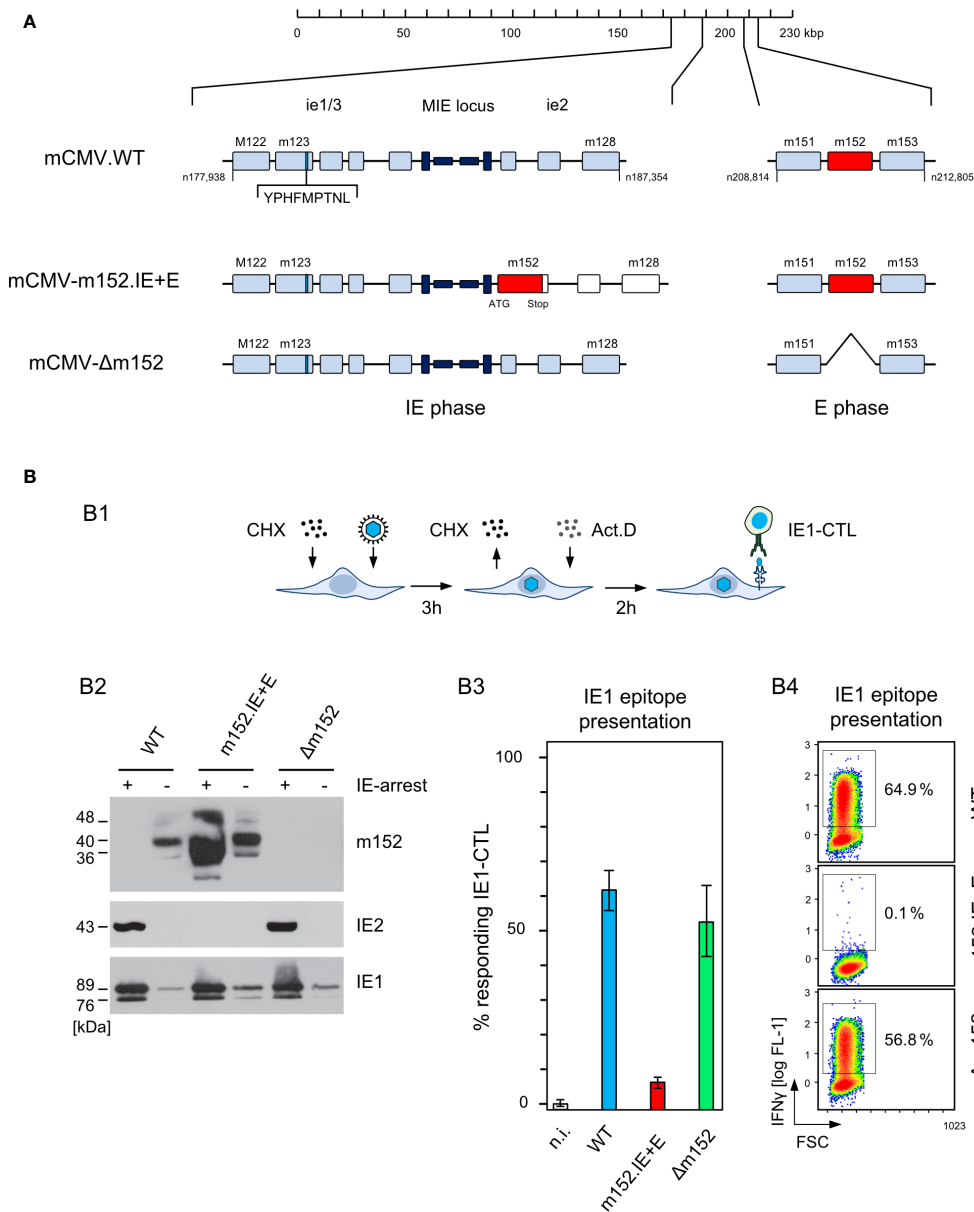 A
0 50 100 150 200 230 kbp
ie1/3 MIE locus ie2
mCMV.WT
M122 m123 m128
m151 m152 m153
n177,938 n187,354
n208,814 n212,805
YPHFMPTNL
mCMV-m152.IE+E
M122 m123 m152 m128
m151 m152 m153
ATG Stop
mCMV-Δm152
M122 m123 m128
m151 m153
IE phase E phase
B
B1
CHX CHX Act.D IE1-CTL
3h 2h
B2
WT m152.IE+E Δm152
+ - + - + - IE-arrest
48
40
36
m152
43 IE2
89
76
IE1
[kDa]
B3
IE1 epitope
presentation
% responding IE1-CTL
100
50
0
n.i. WT m152.IE+E Δm152
B4
IE1 epitope
presentation
3
2
1
0
64.9 %
3
2
1
0
0.1 %
3
2
1
0
56.8 %
IFNγ [log FL-1]
FSC
1023